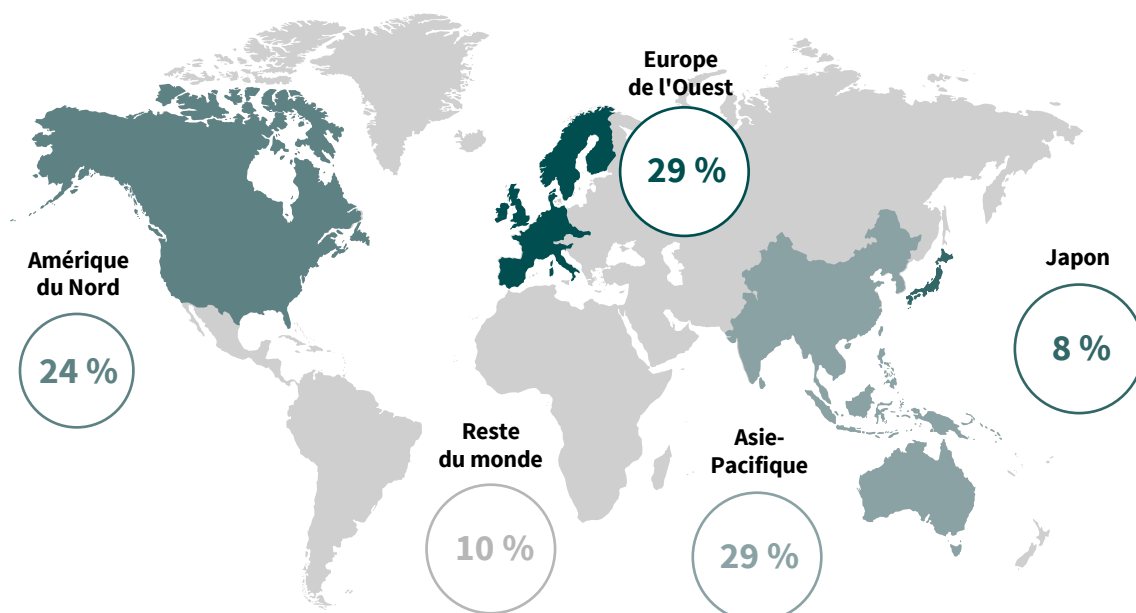 Europe
de l'Ouest
29 %
Amérique
du Nord
24 %
Japon
8 %
Reste
du monde
10 %
Asie-
Pacifique
29 %